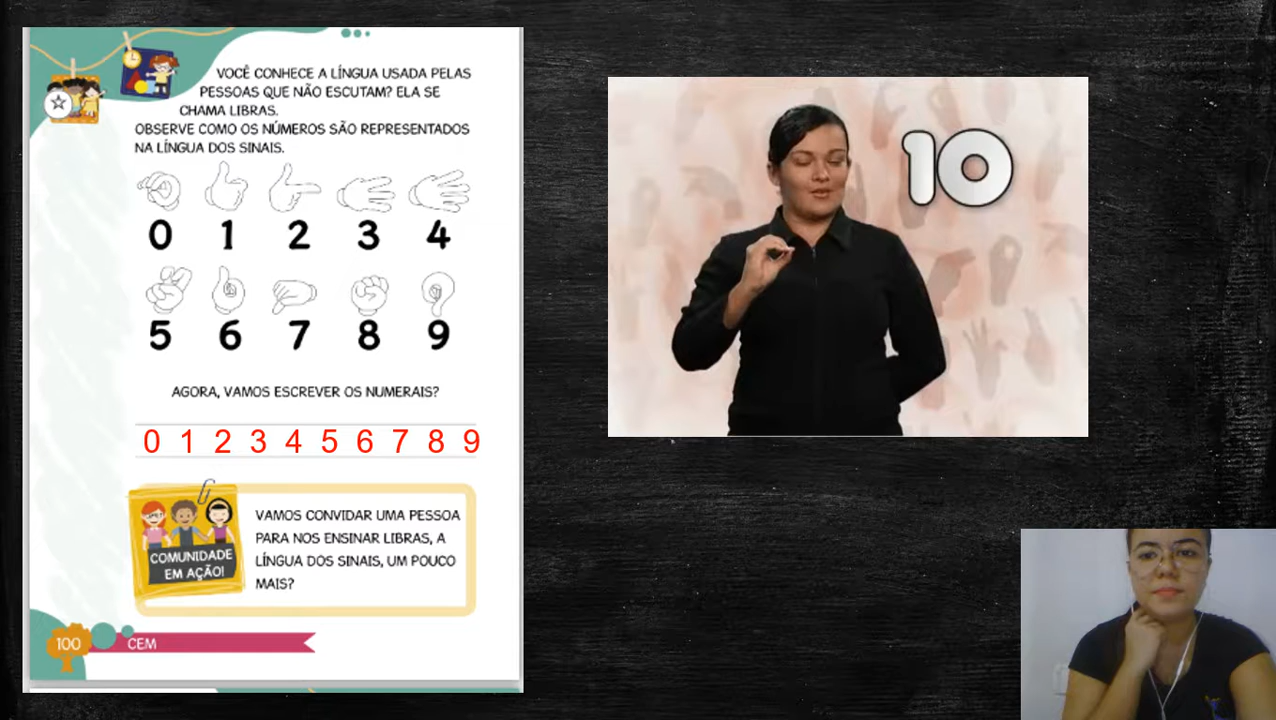 VOCÊ CONHECE A LÍNGUA USADA PELAS
PESSOAS QUE NÃO ESCUTAM? ELA SE
CHAMA LIBRAS.
OBSERVE COMO OS NÚMEROS SÃO REPRESENTADOS
NA LÍNGUA DOS SINAIS.
0 1 2 3 4
5 6 7 8 9
AGORA, VAMOS ESCREVER OS NUMERAIS?
0 1 2 3 4 5 6 7 8 9
COMUNIDADE
EM AÇÃO!
VAMOS CONVIDAR UMA PESSOA
PARA NOS ENSINAR LIBRAS, A
LÍNGUA DOS SINAIS, UM POUCO
MAIS?
100 CEM
10